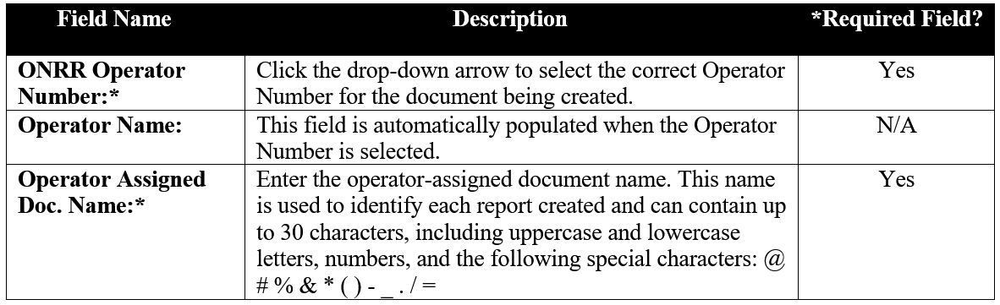 Field Name Description *Required Field?
ONRR Operator Click the drop-down arrow to select the correct Operator Yes
Number:* Number for the document being created.
Operator Name: This field is automatically populated when the Operator N/A
Number is selected.
Operator Assigned Enter the operator-assigned document name. This name Yes
Doc. Name:* is used to identify each report created and can contain up
to 30 characters, including uppercase and lowercase
letters, numbers, and the following special characters: @
# % & * ( ) - _ . / =